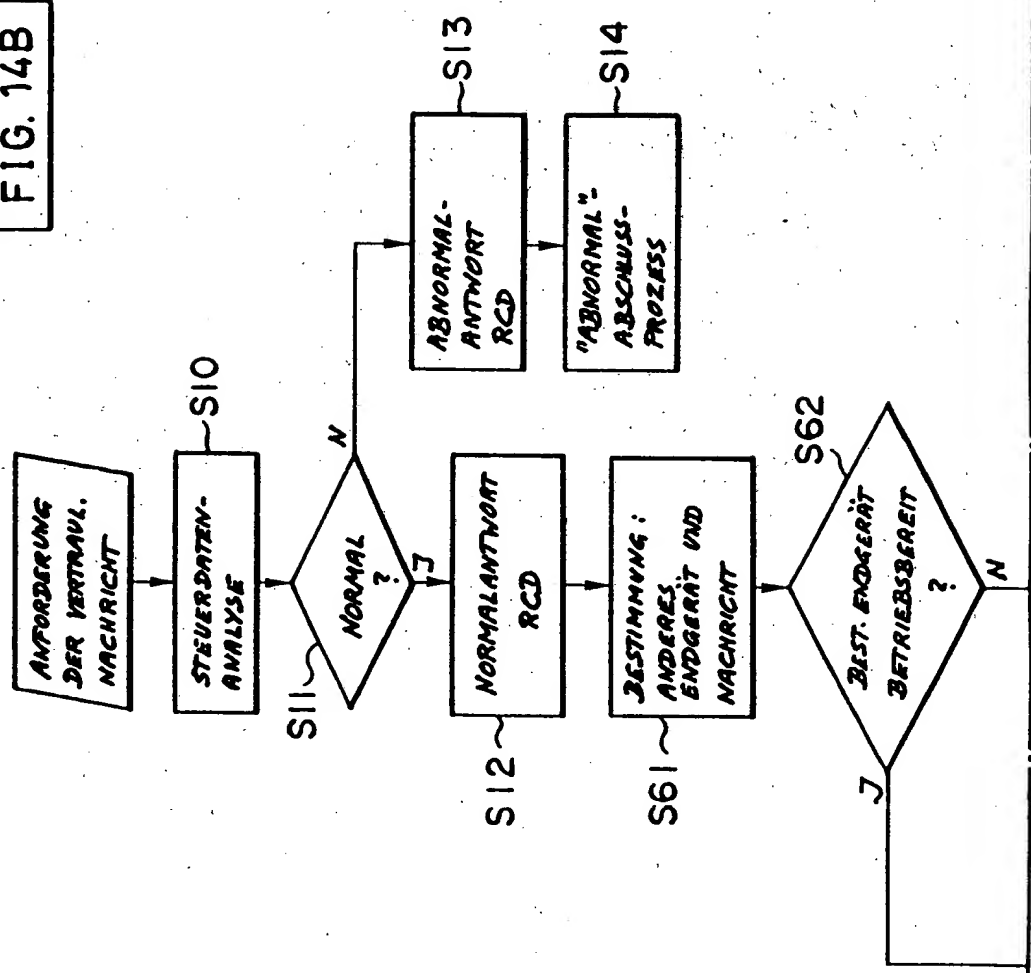 FIG. 14B
ANFORDERUNG
DER VERTRAUL.
NACHRICHT
STEUERDATEN-
ANALYSE
S10
S11
NORMAL
?
N
J
ABNORMAL-
ANTWORT
RCD
S13
"ABNORMAL"-
ABSCHLUSS-
PROZESS
S14
NORMALANTWORT
RCD
S12
BESTIMMUNG:
ANDERES
ENDGERÄT UND
NACHRICHT
S61
S62
BEST. ENDGERÄT
BETRIEBSBEREIT
?
J
N